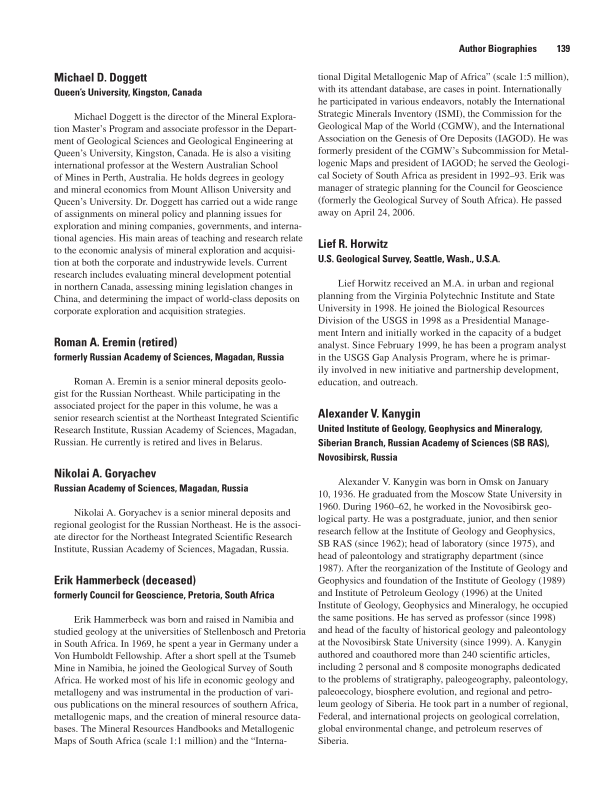 Author Biographies 139
Michael D. Doggett
Queen's University, Kingston, Canada
Michael Doggett is the director of the Mineral Explora-
tion Master's Program and associate professor in the Depart-
ment of Geological Sciences and Geological Engineering at
Queen's University, Kingston, Canada. He is also a visiting
international professor at the Western Australian School
of Mines in Perth, Australia. He holds degrees in geology
and mineral economics from Mount Allison University and
Queen's University. Dr. Doggett has carried out a wide range
of assignments on mineral policy and planning issues for
exploration and mining companies, governments, and interna-
tional agencies. His main areas of teaching and research relate
to the economic analysis of mineral exploration and acquisi-
tion at both the corporate and industrywide levels. Current
research includes evaluating mineral development potential
in northern Canada, assessing mining legislation changes in
China, and determining the impact of world-class deposits on
corporate exploration and acquisition strategies.
Roman A. Eremin (retired)
formerly Russian Academy of Sciences, Magadan, Russia
Roman A. Eremin is a senior mineral deposits geolo-
gist for the Russian Northeast. While participating in the
associated project for the paper in this volume, he was a
senior research scientist at the Northeast Integrated Scientific
Research Institute, Russian Academy of Sciences, Magadan,
Russian. He currently is retired and lives in Belarus.
Nikolai A. Goryachev
Russian Academy of Sciences, Magadan, Russia
Nikolai A. Goryachev is a senior mineral deposits and
regional geologist for the Russian Northeast. He is the associ-
ate director for the Northeast Integrated Scientific Research
Institute, Russian Academy of Sciences, Magadan, Russia.
Erik Hammerbeck (deceased)
formerly Council for Geoscience, Pretoria, South Africa
Erik Hammerbeck was born and raised in Namibia and
studied geology at the universities of Stellenbosch and Pretoria
in South Africa. In 1969, he spent a year in Germany under a
Von Humboldt Fellowship. After a short spell at the Tsumeb
Mine in Namibia, he joined the Geological Survey of South
Africa. He worked most of his life in economic geology and
metallogeny and was instrumental in the production of vari-
ous publications on the mineral resources of southern Africa,
metallogenic maps, and the creation of mineral resource data-
bases. The Mineral Resources Handbooks and Metallogenic
Maps of South Africa (scale 1:1 million) and the "Interna-
tional Digital Metallogenic Map of Africa" (scale 1:5 million),
with its attendant database, are cases in point. Internationally
he participated in various endeavors, notably the International
Strategic Minerals Inventory (ISMI), the Commission for the
Geological Map of the World (CGMW), and the International
Association on the Genesis of Ore Deposits (IAGOD). He was
formerly president of the CGMW's Subcommission for Metal-
logenic Maps and president of IAGOD; he served the Geologi-
cal Society of South Africa as president in 1992–93. Erik was
manager of strategic planning for the Council for Geoscience
(formerly the Geological Survey of South Africa). He passed
away on April 24, 2006.
Lief R. Horwitz
U.S. Geological Survey, Seattle, Wash., U.S.A.
Lief Horwitz received an M.A. in urban and regional
planning from the Virginia Polytechnic Institute and State
University in 1998. He joined the Biological Resources
Division of the USGS in 1998 as a Presidential Manage-
ment Intern and initially worked in the capacity of a budget
analyst. Since February 1999, he has been a program analyst
in the USGS Gap Analysis Program, where he is primar-
ily involved in new initiative and partnership development,
education, and outreach.
Alexander V. Kanygin
United Institute of Geology, Geophysics and Mineralogy,
Siberian Branch, Russian Academy of Sciences (SB RAS),
Novosibirsk, Russia
Alexander V. Kanygin was born in Omsk on January
10, 1936. He graduated from the Moscow State University in
1960. During 1960–62, he worked in the Novosibirsk geo-
logical party. He was a postgraduate, junior, and then senior
research fellow at the Institute of Geology and Geophysics,
SB RAS (since 1962); head of laboratory (since 1975), and
head of paleontology and stratigraphy department (since
1987). After the reorganization of the Institute of Geology and
Geophysics and foundation of the Institute of Geology (1989)
and Institute of Petroleum Geology (1996) at the United
Institute of Geology, Geophysics and Mineralogy, he occupied
the same positions. He has served as professor (since 1998)
and head of the faculty of historical geology and paleontology
at the Novosibirsk State University (since 1999). A. Kanygin
authored and coauthored more than 240 scientific articles,
including 2 personal and 8 composite monographs dedicated
to the problems of stratigraphy, paleogeography, paleontology,
paleoecology, biosphere evolution, and regional and petro-
leum geology of Siberia. He took part in a number of regional,
Federal, and international projects on geological correlation,
global environmental change, and petroleum reserves of
Siberia.